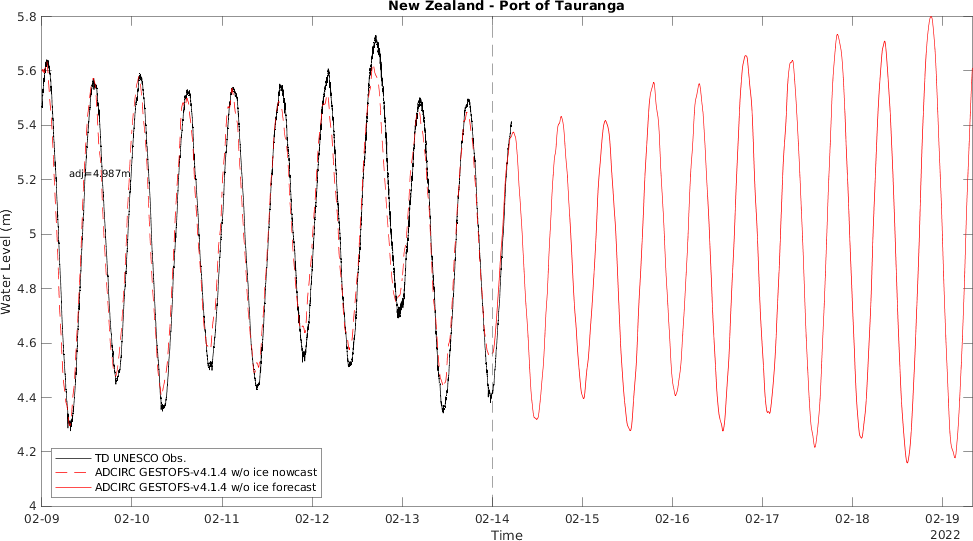 New Zealand - Port of Tauranga
5.8
5.6
5.4
5.2
5
4.8
4.6
4.4
4.2
4
Water Level (m)
adj=4.987m
TD UNESCO Obs.
ADCIRC GESTOFS-v4.1.4 w/o ice nowcast
ADCIRC GESTOFS-v4.1.4 w/o ice forecast
02-09 02-10 02-11 02-12 02-13 02-14 02-15 02-16 02-17 02-18 02-19
Time
2022